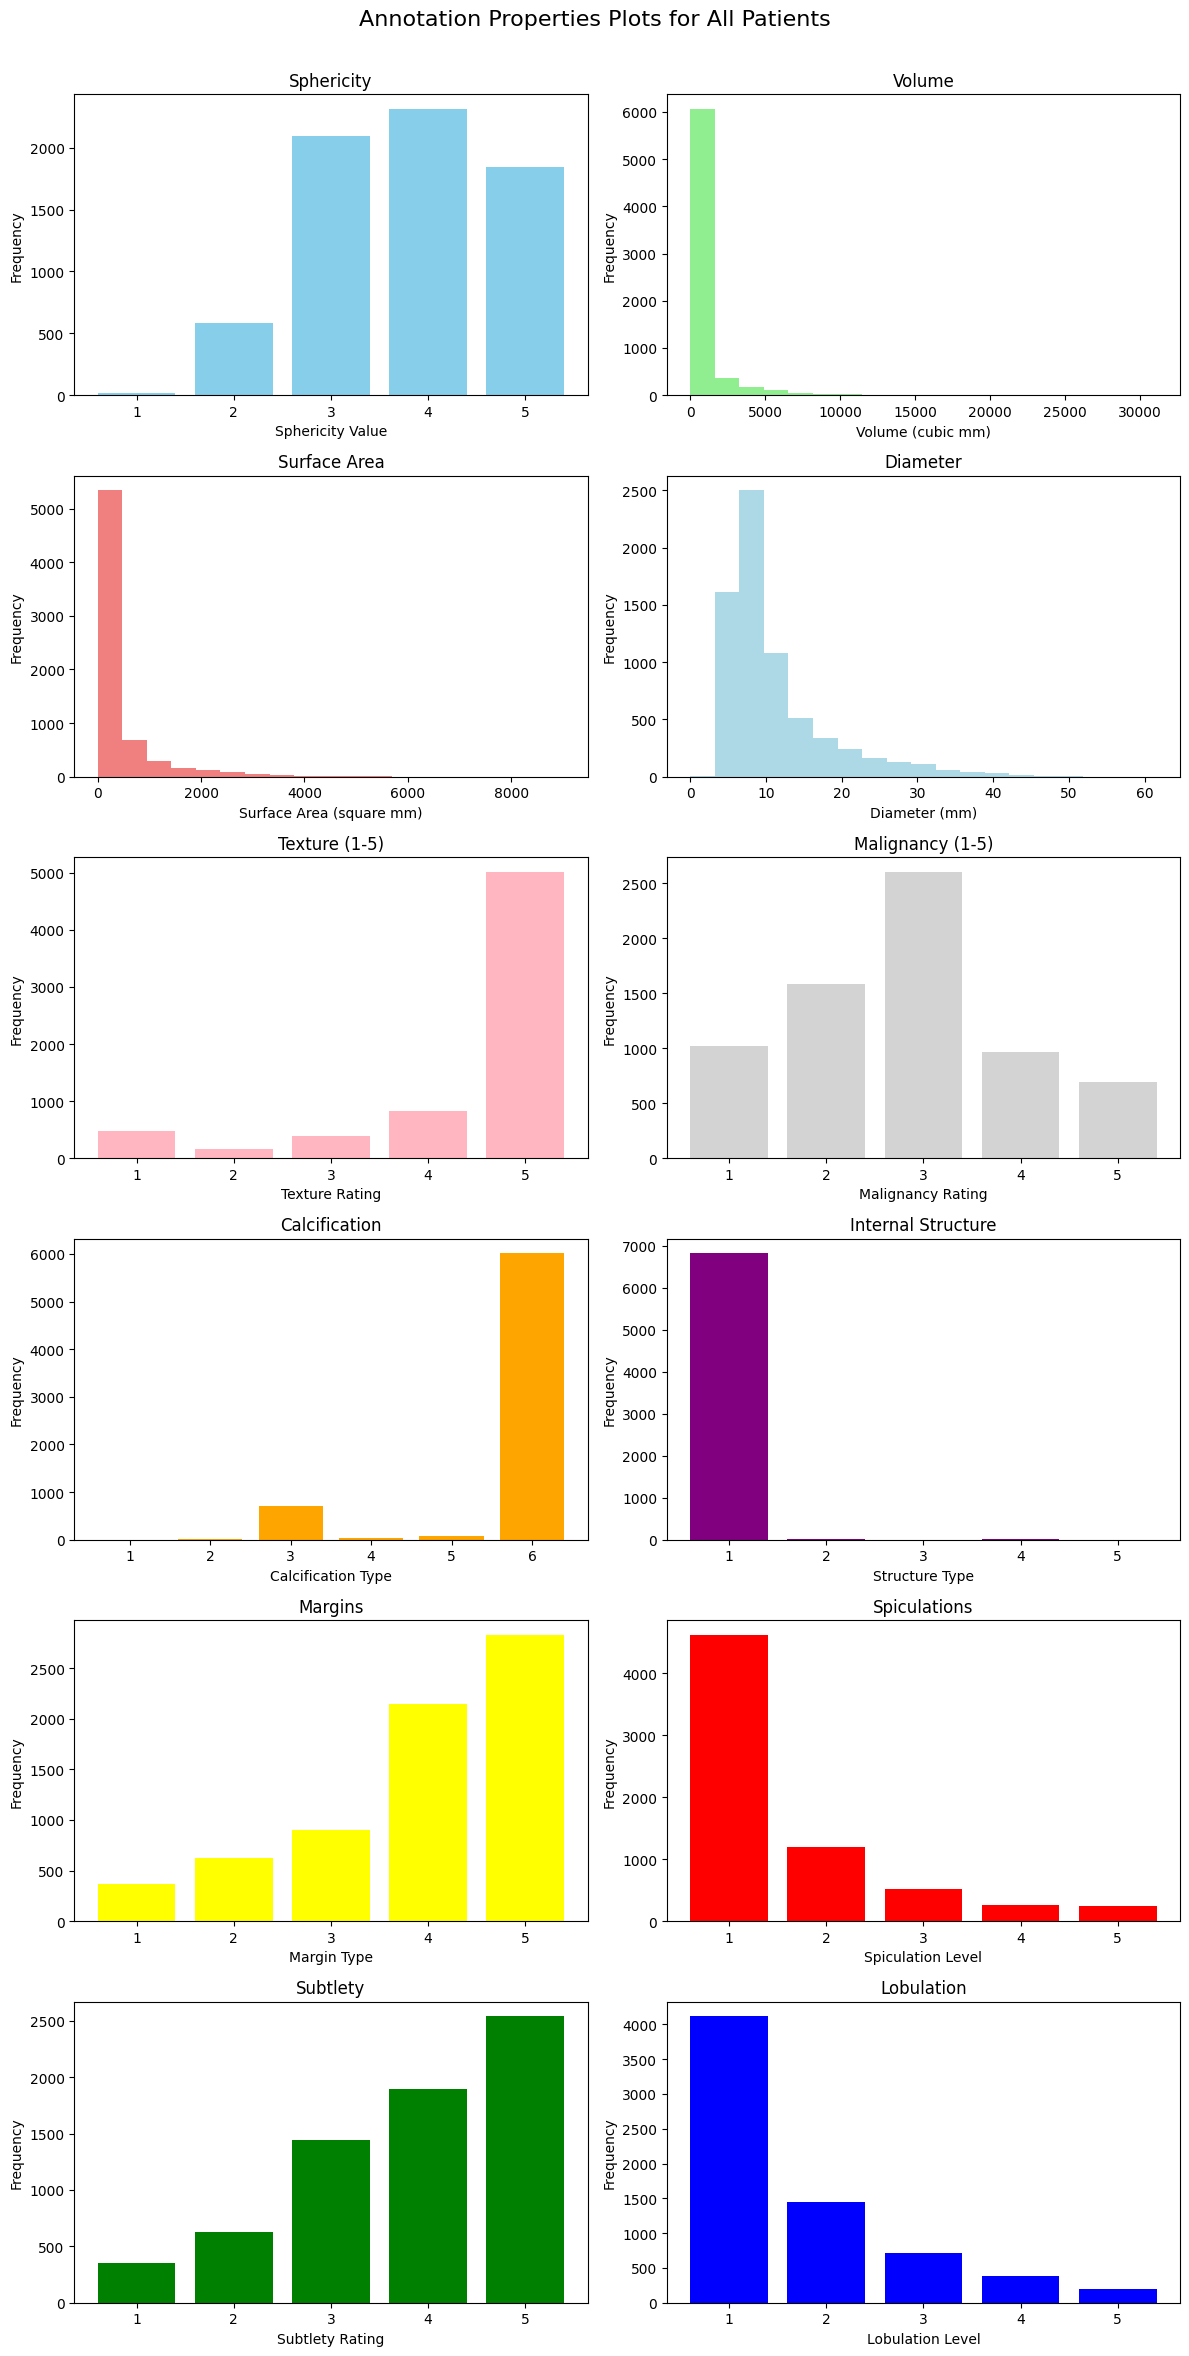 Annotation Properties Plots for All Patients
Sphericity
Frequency
2000
1500
1000
500
0
1 2 3 4 5
Sphericity Value
Volume
Frequency
6000
5000
4000
3000
2000
1000
0
0 5000 10000 15000 20000 25000 30000
Volume (cubic mm)
Surface Area
Frequency
5000
4000
3000
2000
1000
0
0 2000 4000 6000 8000
Surface Area (square mm)
Diameter
Frequency
2500
2000
1500
1000
500
0
0 10 20 30 40 50 60
Diameter (mm)
Texture (1-5)
Frequency
5000
4000
3000
2000
1000
0
1 2 3 4 5
Texture Rating
Malignancy (1-5)
Frequency
2500
2000
1500
1000
500
0
1 2 3 4 5
Malignancy Rating
Calcification
Frequency
6000
5000
4000
3000
2000
1000
0
1 2 3 4 5 6
Calcification Type
Internal Structure
Frequency
7000
6000
5000
4000
3000
2000
1000
0
1 2 3 4 5
Structure Type
Margins
Frequency
2500
2000
1500
1000
500
0
1 2 3 4 5
Margin Type
Spiculations
Frequency
4000
3000
2000
1000
0
1 2 3 4 5
Spiculation Level
Subtlety
Frequency
2500
2000
1500
1000
500
0
1 2 3 4 5
Subtlety Rating
Lobulation
Frequency
4000
3500
3000
2500
2000
1500
1000
500
0
1 2 3 4 5
Lobulation Level